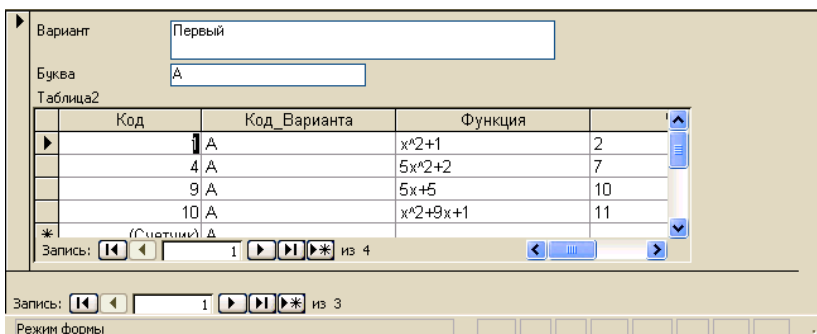 Вариант Первый
Буква А
Таблица2
Код Код_Варианта Функция
1 А x^2+1 2
4 А 5x^2+2 7
9 А 5x+5 10
10 А x^2+9x+1 11
(Счетчик) А
Запись: 1 из 4
Запись: 1 из 3
Режим формы